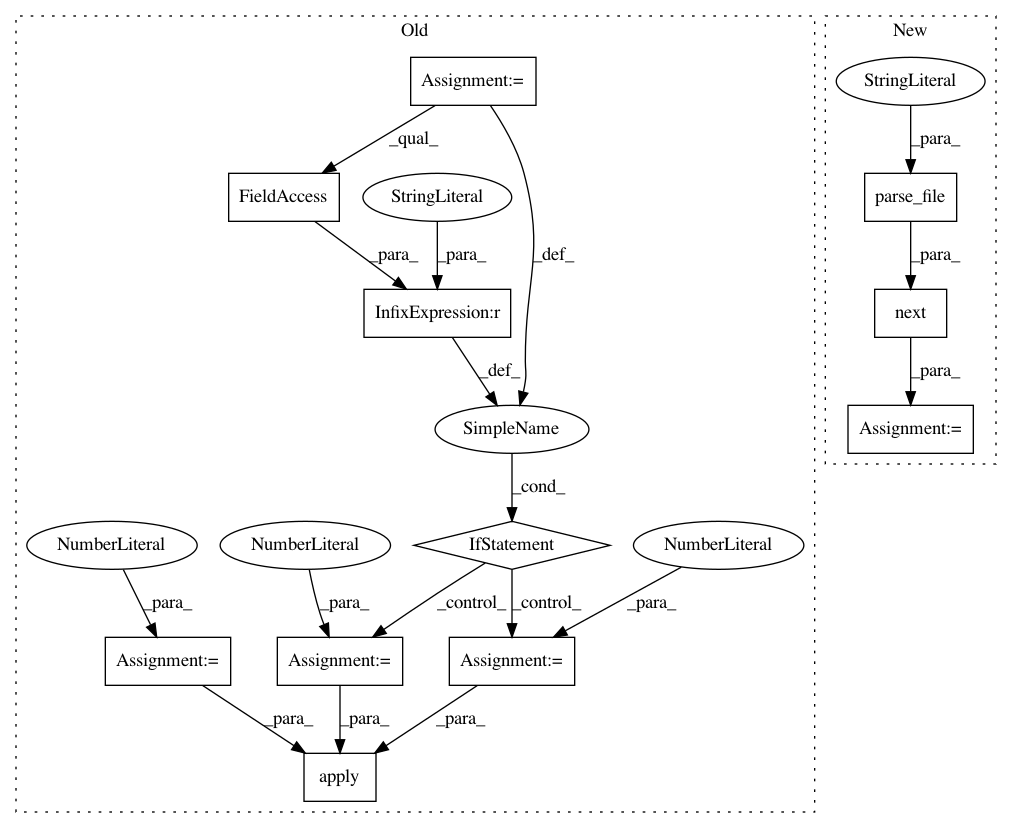 Old
New
Assignment:=
StringLiteral
_qual_
_para_
FieldAccess
StringLiteral
parse_file
_para_
_para_
_def_
_para_
InfixExpression:r
next
_def_
_para_
SimpleName
Assignment:=
_cond_
NumberLiteral
NumberLiteral
IfStatement
NumberLiteral
_para_
_para_
_control_
_control_
_para_
Assignment:=
Assignment:=
Assignment:=
_para_
_para_
_para_
apply